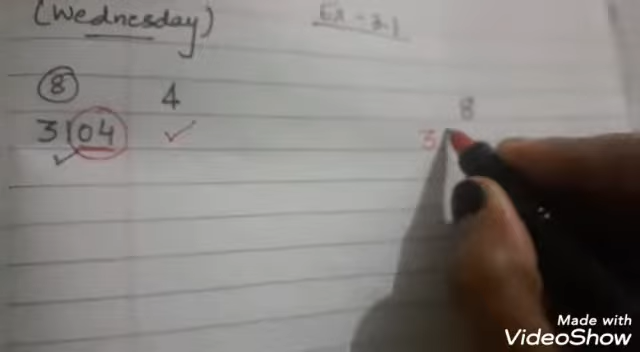 (Wednesday)
Ex - 3.1
8 4 8
3104 3
Made with
VideoShow